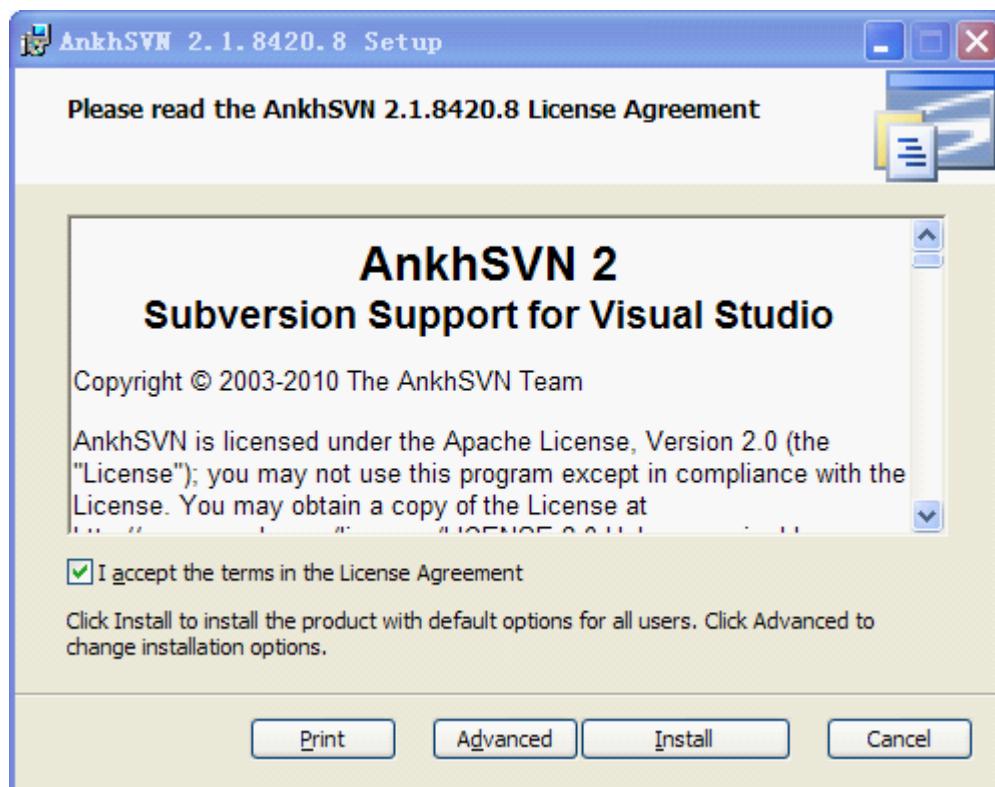 AnkhSVN 2.1.8420.8 Setup
Please read the AnkhSVN 2.1.8420.8 License Agreement
AnkhSVN 2
Subversion Support for Visual Studio
Copyright © 2003-2010 The AnkhSVN Team
AnkhSVN is licensed under the Apache License, Version 2.0 (the
"License"); you may not use this program except in compliance with the
License. You may obtain a copy of the License at
I accept the terms in the License Agreement
Click Install to install the product with default options for all users. Click Advanced to
change installation options.
Print
Advanced
Install
Cancel